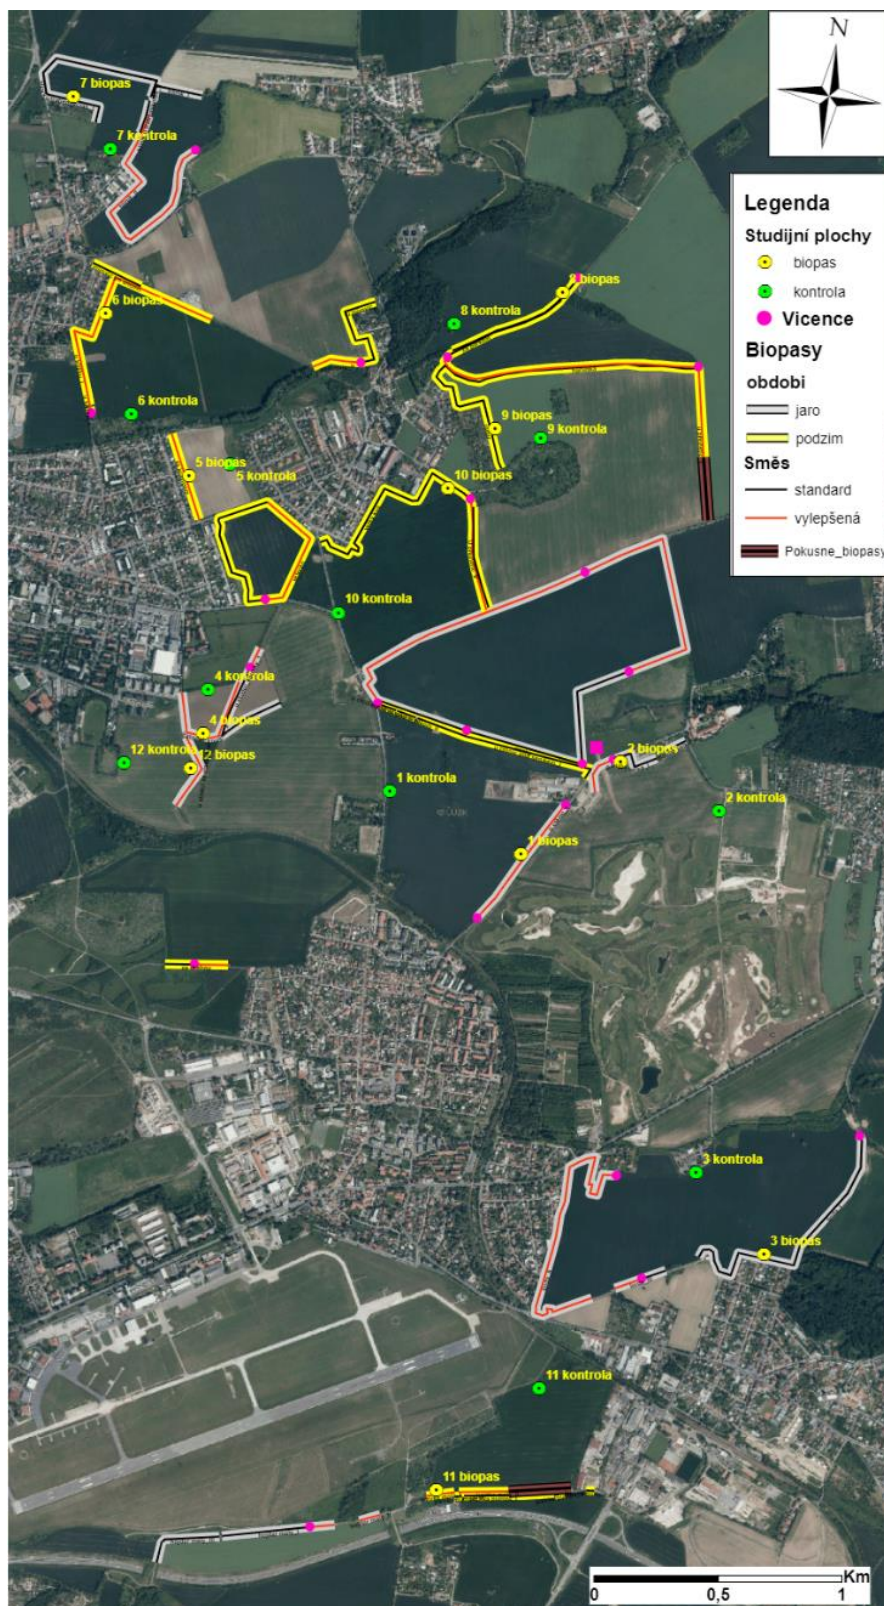 N
Legenda
Studijní plochy
biopas
kontrola
Vicence
Biopasy
obdobi
jaro
podzim
Směs
standard
vylepšená
Pokusne_biopasy
7 biopas
7 kontrola
6 biopas
8 biopas
8 kontrola
6 kontrola
9 biopas
9 kontrola
5 biopas
5 kontrola
10 biopas
10 kontrola
4 kontrola
4 biopas
12 kontrola
12 biopas
2 biopas
1 kontrola
2 kontrola
1 biopas
3 kontrola
3 biopas
11 kontrola
11 biopas
Km
0 0,5 1